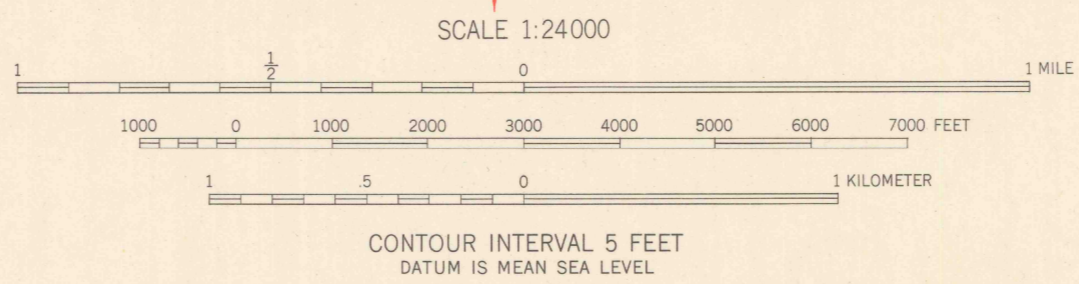 SCALE 1:24000
1 1/2 0 1 MILE
1000 0 1000 2000 3000 4000 5000 6000 7000 FEET
1 .5 0 1 KILOMETER
CONTOUR INTERVAL 5 FEET
DATUM IS MEAN SEA LEVEL